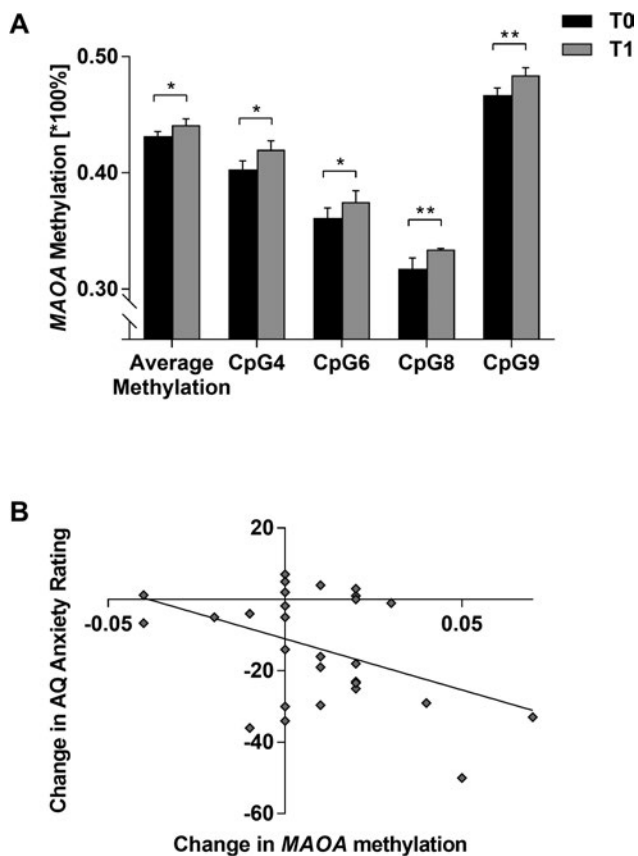 A
T0
T1
MAOA Methylation [*100%]
0.50
0.40
0.30
*
*
*
**
**
Average
Methylation
CpG4
CpG6
CpG8
CpG9
B
Change in AQ Anxiety Rating
20
-0.05
0.05
-20
-40
-60
Change in MAOA methylation